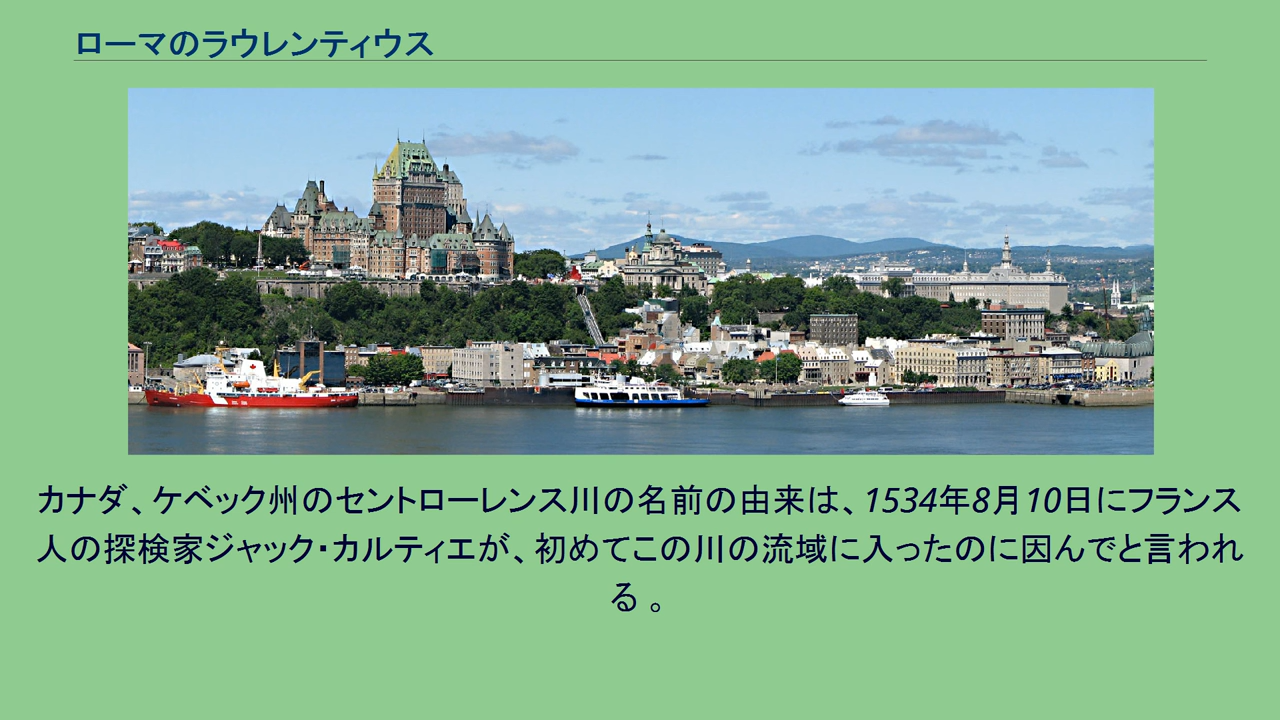 ローマのラウレンティウス
カナダ、ケベック州のセントローレンス川の名前の由来は、1534年8月10日にフランス
人の探検家ジャック・カルティエが、初めてこの川の流域に入ったのに因んでと言われ
る 。